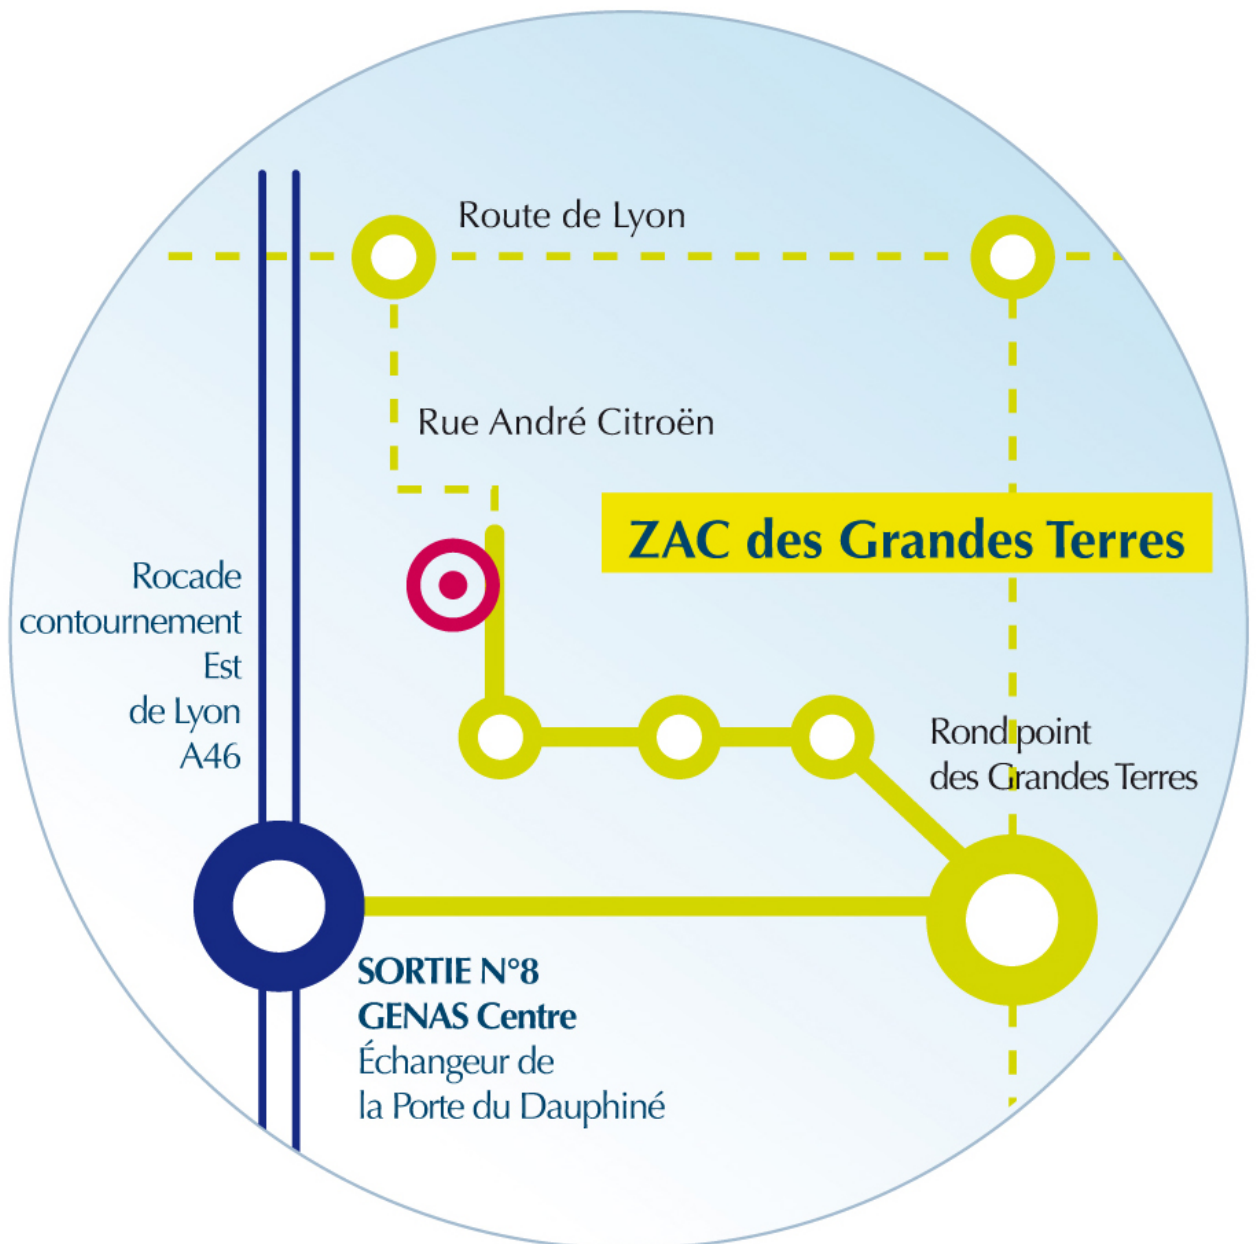 Route de Lyon
Rue André Citroën
ZAC des Grandes Terres
Rocade
contournement
Est
de Lyon
A46
Rond point
des Grandes Terres
SORTIE N°8
GENAS Centre
Échangeur de
la Porte du Dauphiné